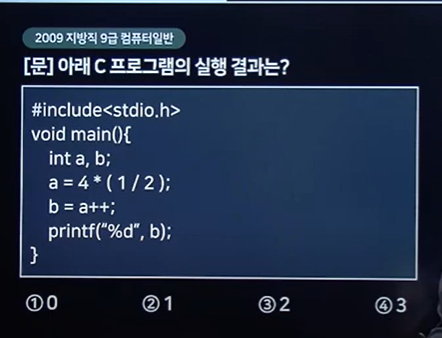 2009 지방직 9급 컴퓨터일반
[문] 아래 C 프로그램의 실행 결과는?
#include<stdio.h>
void main(){
int a, b;
a = 4 * ( 1 / 2 );
b = a++;
printf("%d", b);
}
①0 ②1 ③2 ④3